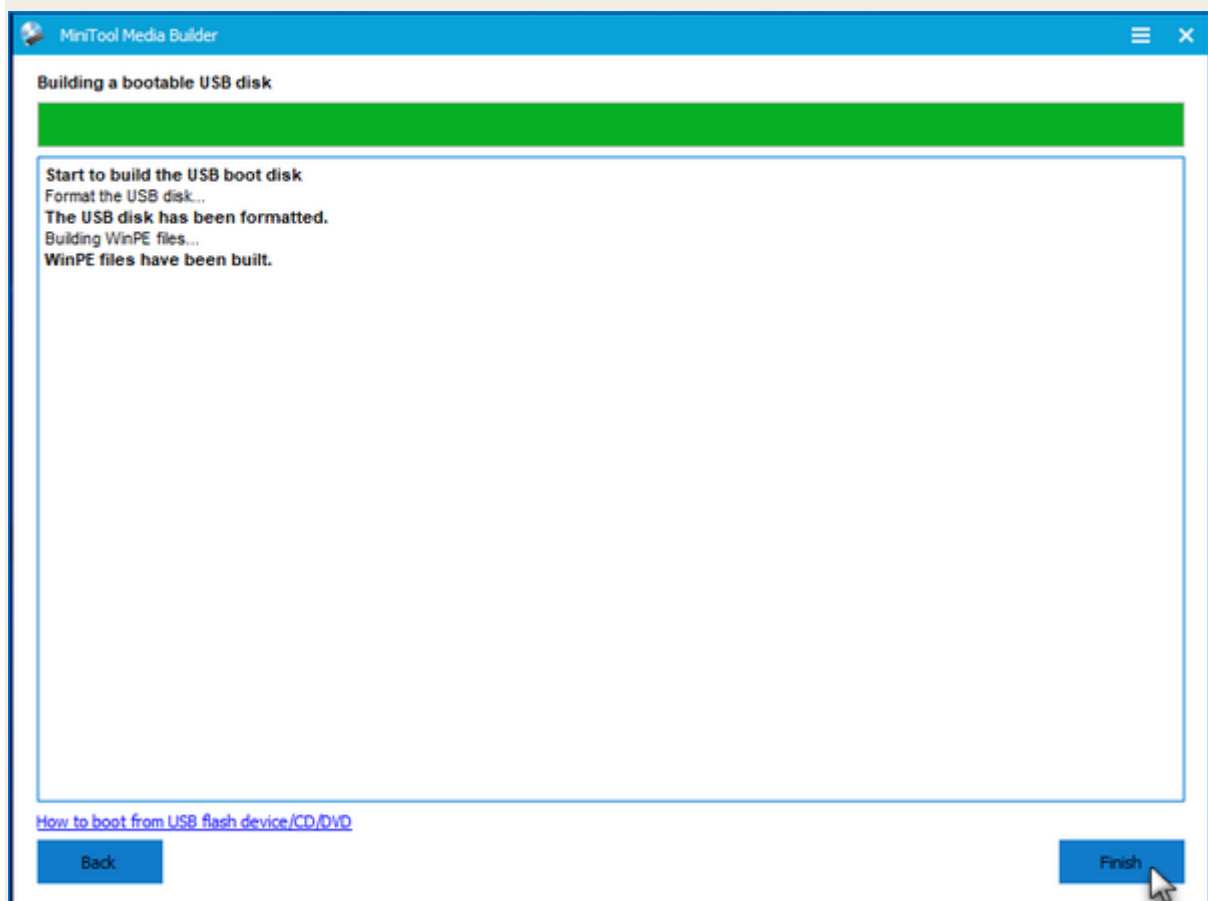 MiniTool Media Builder
Building a bootable USB disk
Start to build the USB boot disk
Format the USB disk...
The USB disk has been formatted.
Building WinPE files...
WinPE files have been built.
How to boot from USB flash device/CD/DVD
Back
Finish